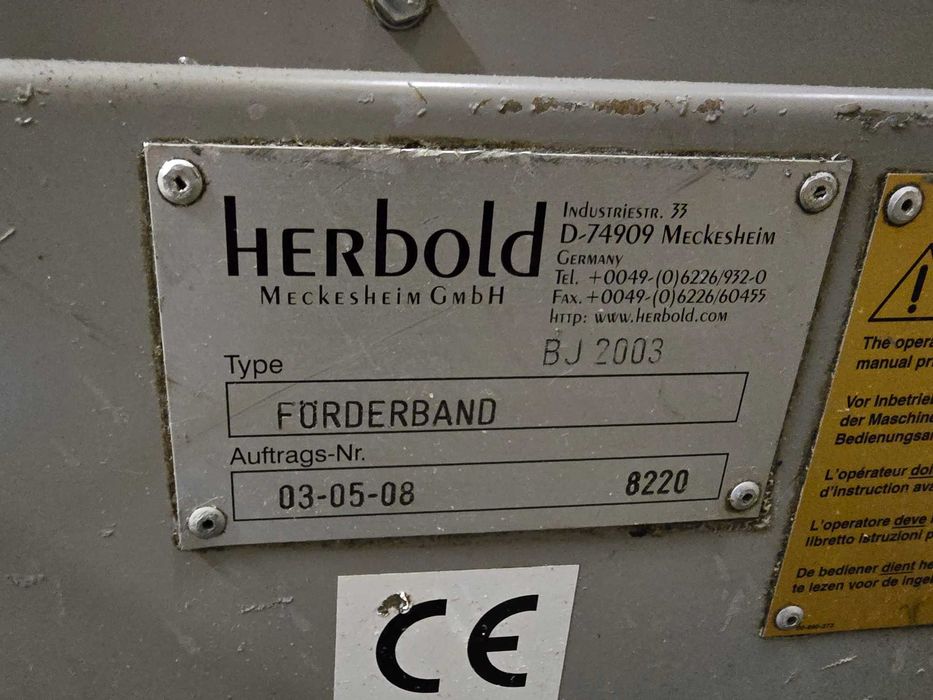 HERbold
MECKESHEIM GMBH
INDUSTRIESTR. 33
D-74909 MECKESHEIM
GERMANY
TEL. +0049-(0)6226/932-0
FAX. +0049-(0)6226/60455
HTTP: WWW.HERBOLD.COM
BJ 2003
Type
FÖRDERBAND
Auftrags-Nr.
03-05-08 8220
CE
The opera
manual pr
Vor Inbetrie
der Maschine
Bedienungsan
L'opérateur doi
d'instruction ava
L'operatore deve
libretto istruzioni p
De bediener dient he
te lezen voor de inge